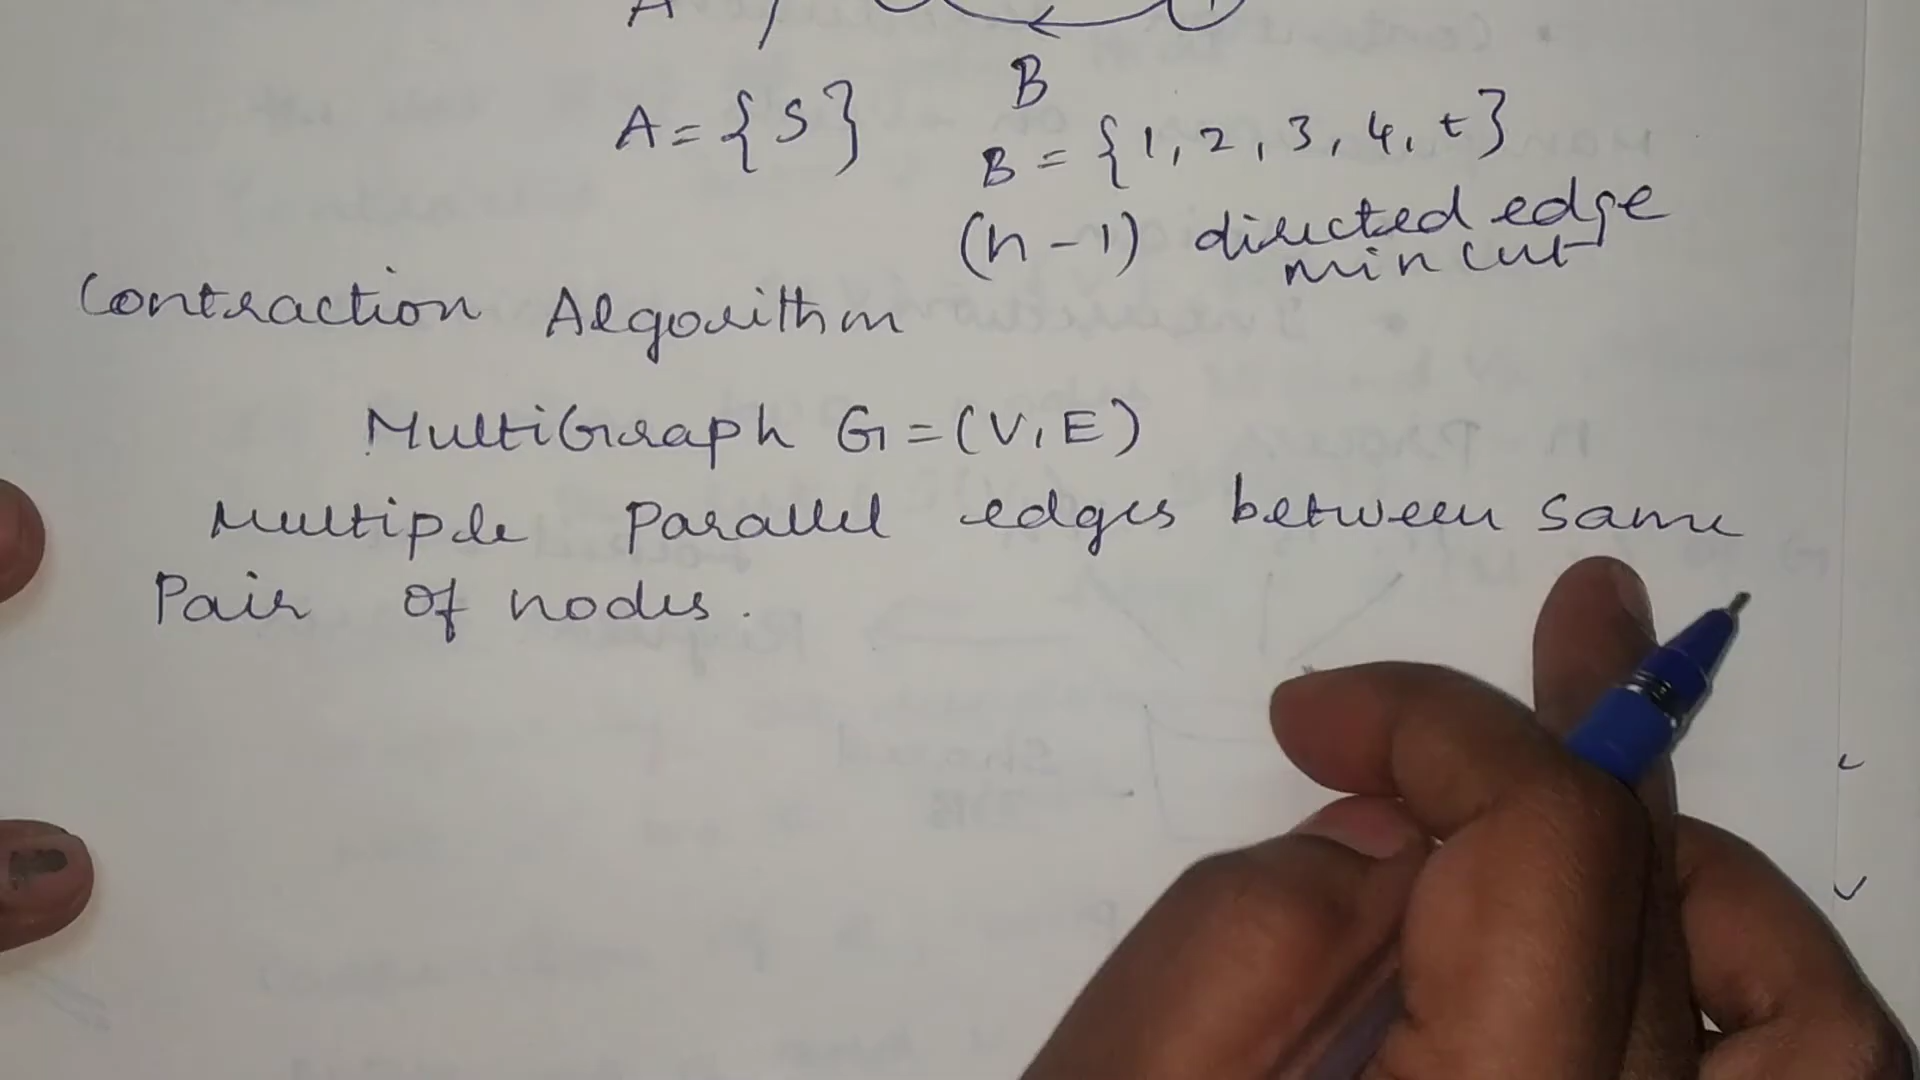 A
B
A = { S }
B = { 1, 2, 3, 4, t }
(n - 1) directed edge
min cut
Contraction Algorithm
MultiGraph G = (V, E)
Multiple Parallel edges between same
Pair of nodes.